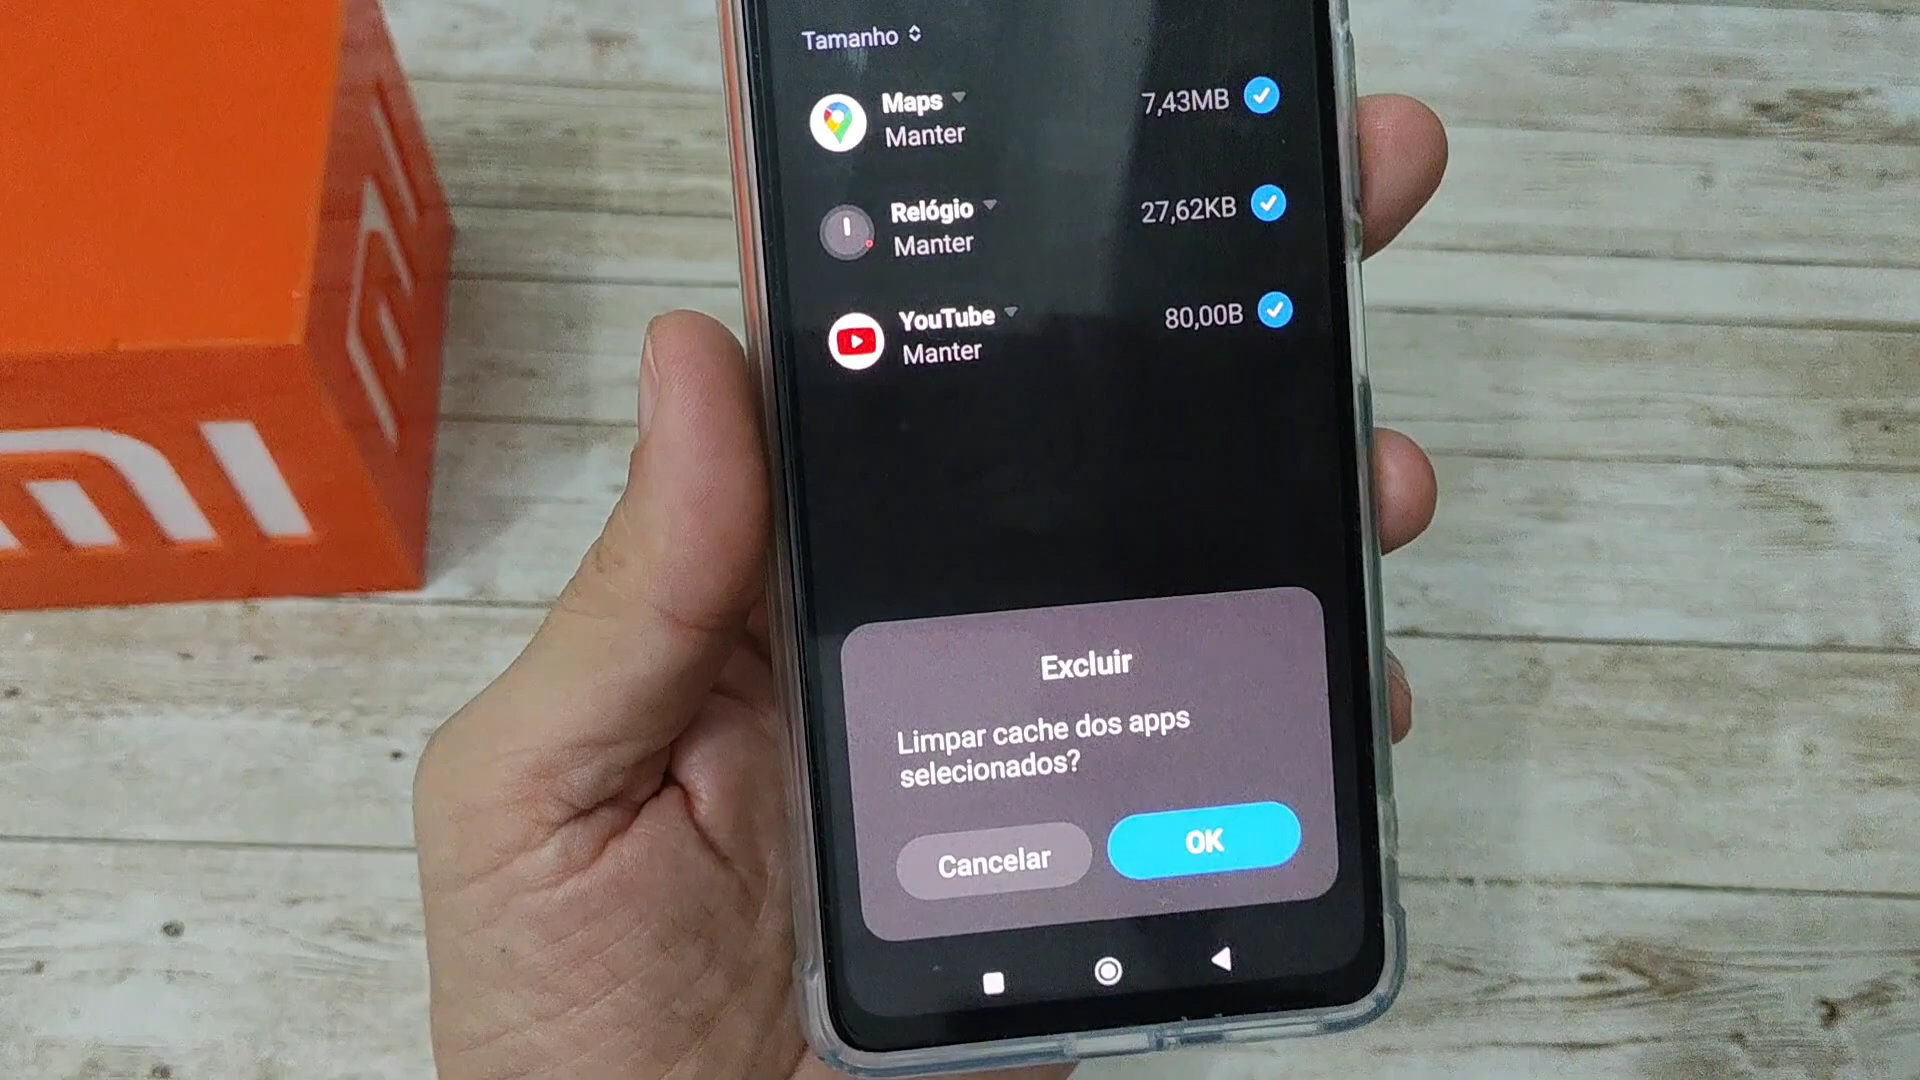 Tamanho
Maps
7,43MB
Manter
Relógio
27,62KB
Manter
YouTube
80,00B
Manter
Excluir
Limpar cache dos apps
selecionados?
Cancelar
OK